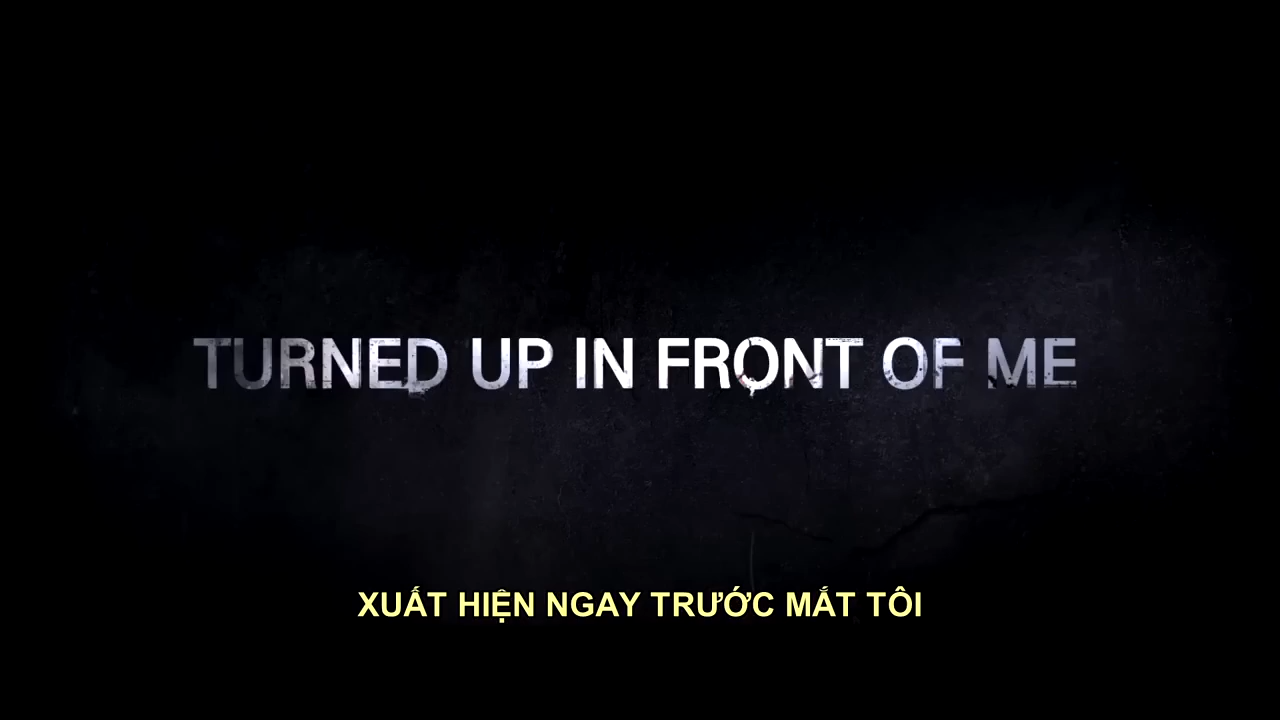 TURNED UP IN FRONT OF ME
XUẤT HIỆN NGAY TRƯỚC MẮT TÔI